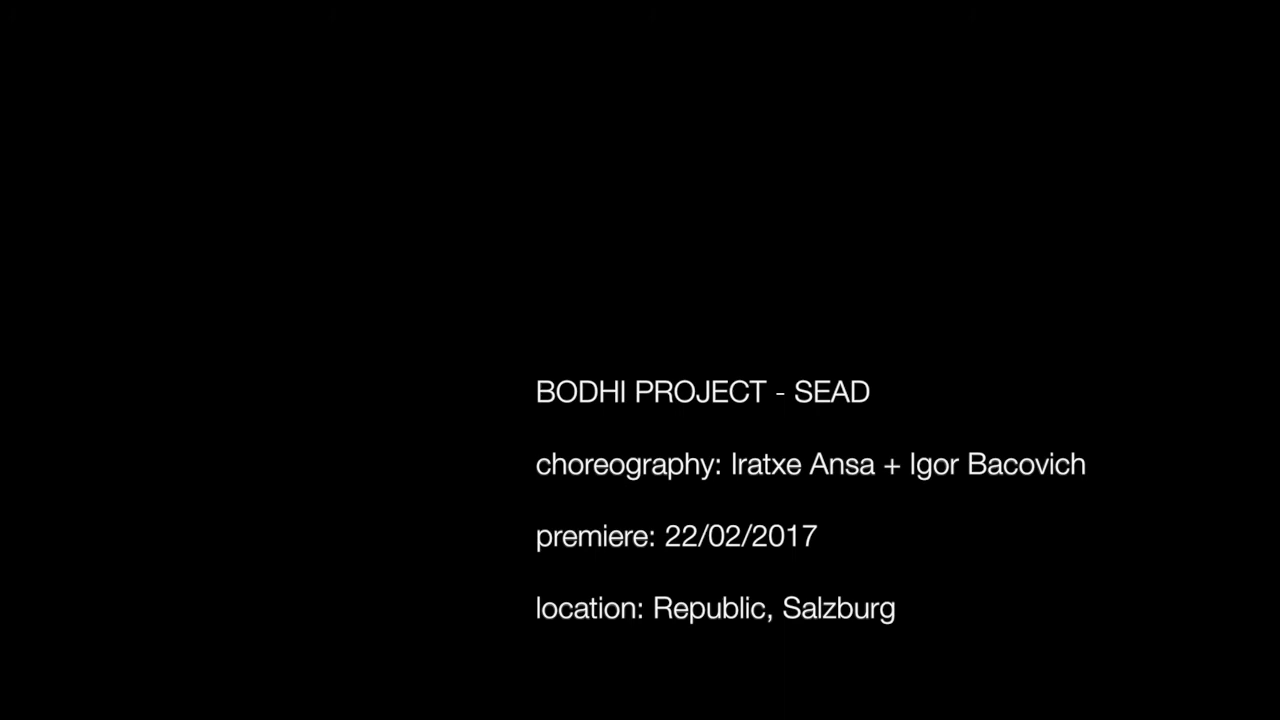 BODHI PROJECT - SEAD
choreography: Iratxe Ansa + Igor Bacovich
premiere: 22/02/2017
location: Republic, Salzburg